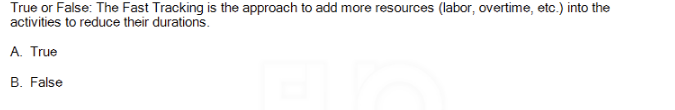 True or False: The Fast Tracking is the approach to add more resources (labor, overtime, etc.) into the
activities to reduce their durations.
A. True
B. False